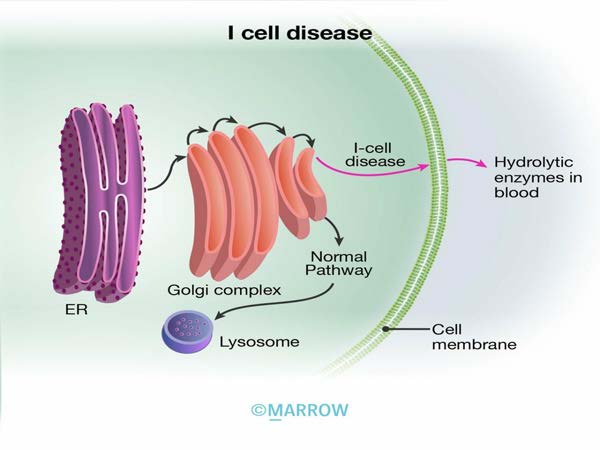 I cell disease
I-cell
disease
Hydrolytic
enzymes in
blood
Normal
Pathway
Golgi complex
ER
Lysosome
Cell
membrane
©MARROW